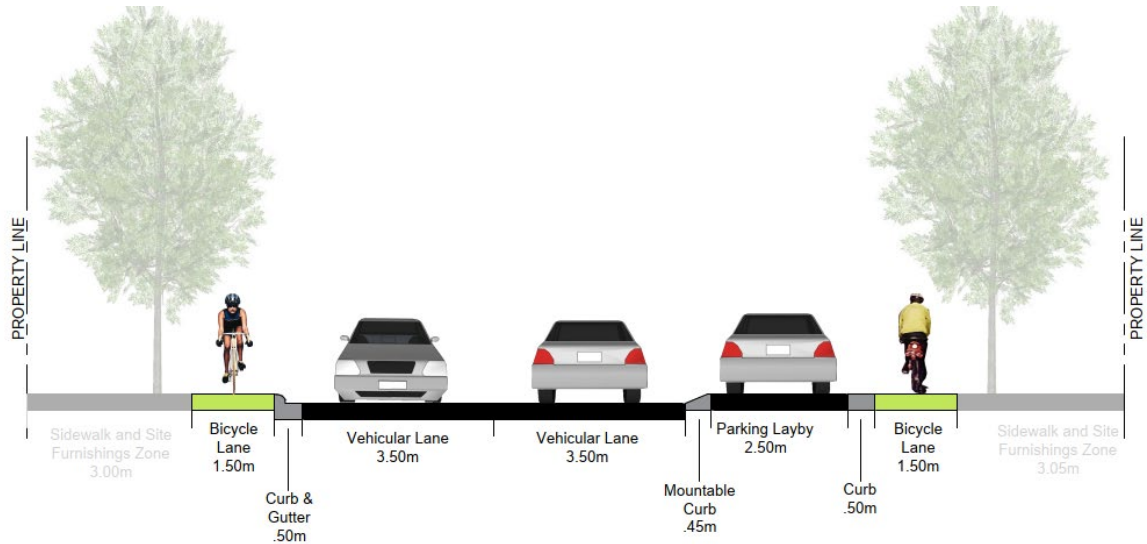 PROPERTY LINE
PROPERTY LINE
Sidewalk and Site
Furnishings Zone
3.00m
Bicycle
Lane
1.50m
Curb &
Gutter
.50m
Vehicular Lane
3.50m
Vehicular Lane
3.50m
Mountable
Curb
.45m
Parking Layby
2.50m
Curb
.50m
Bicycle
Lane
1.50m
Sidewalk and Site
Furnishings Zone
3.05m